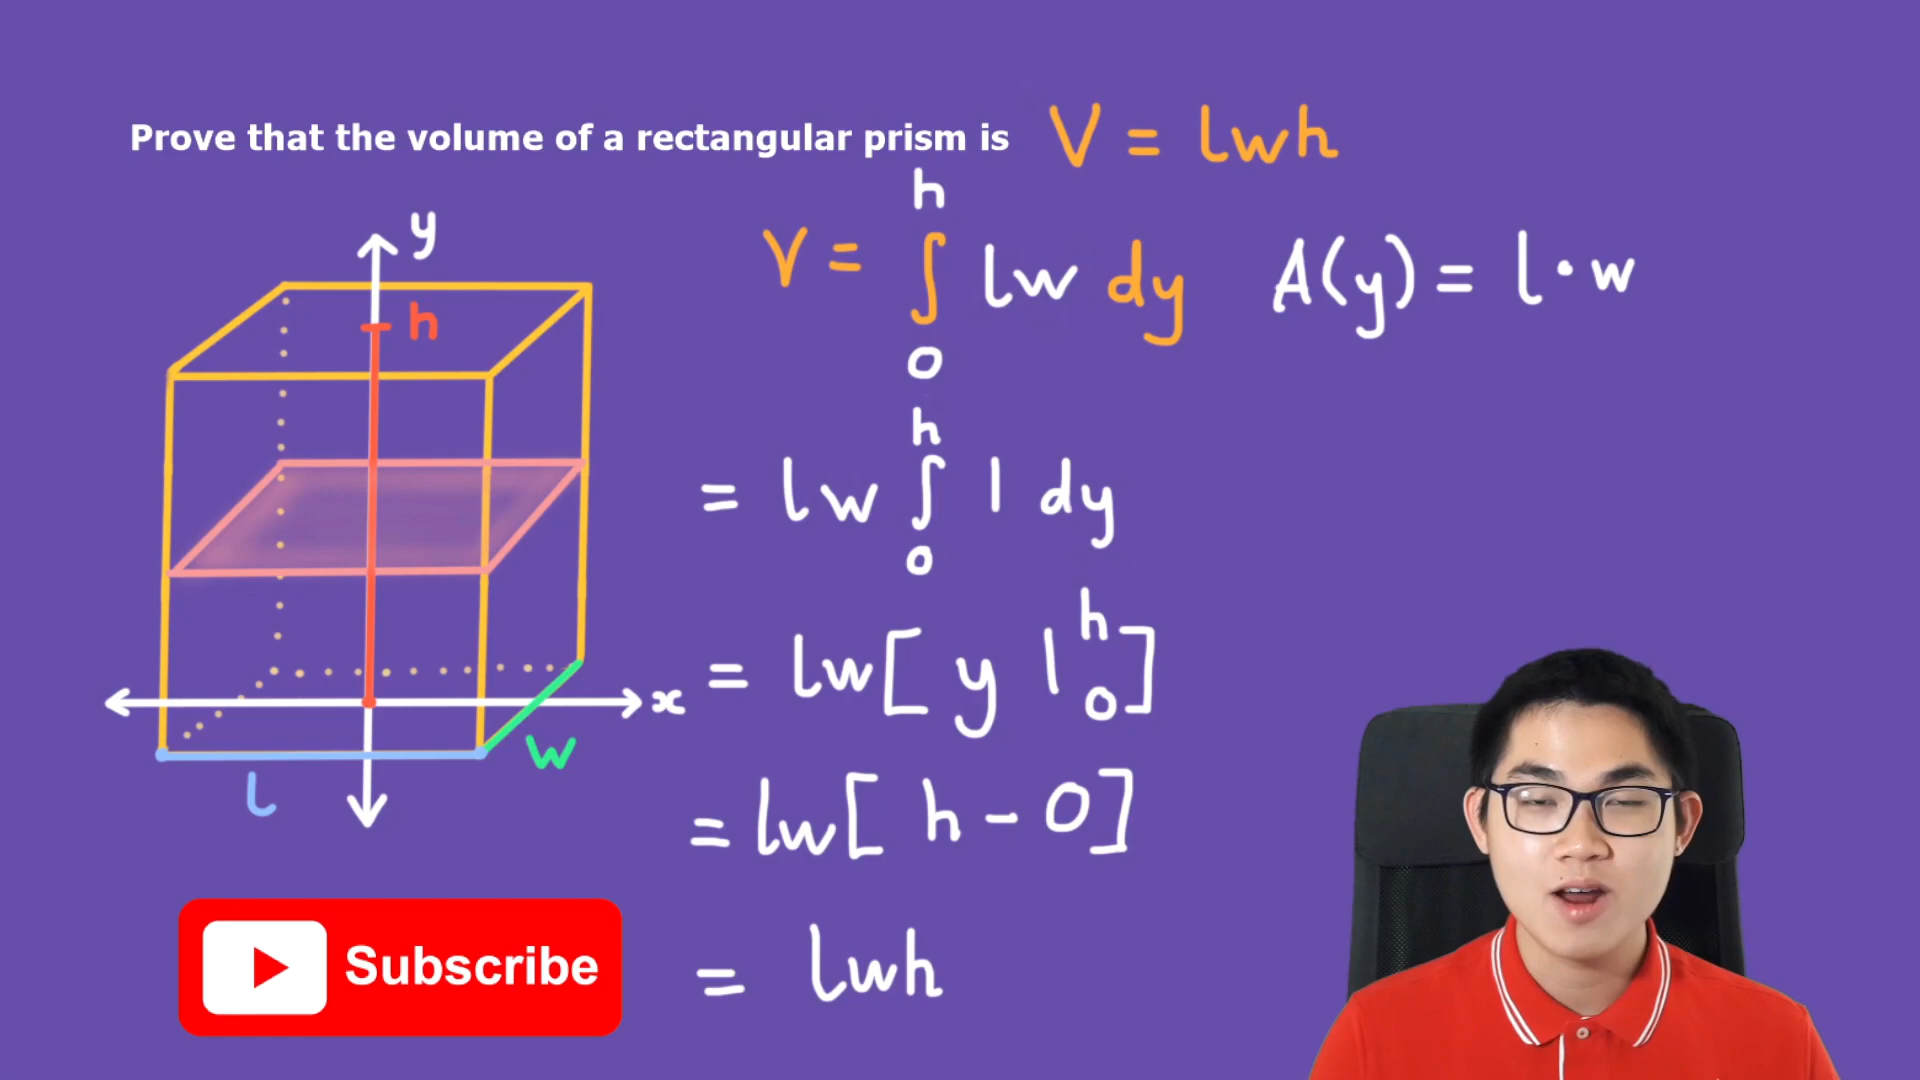 Prove that the volume of a rectangular prism is V = lwh
y
h
x
l
w
V = ∫₀ʰ lw dy A(y) = l · w
= lw ∫₀ʰ 1 dy
= lw[ y |₀ʰ ]
= lw[ h - 0 ]
= lwh
Subscribe